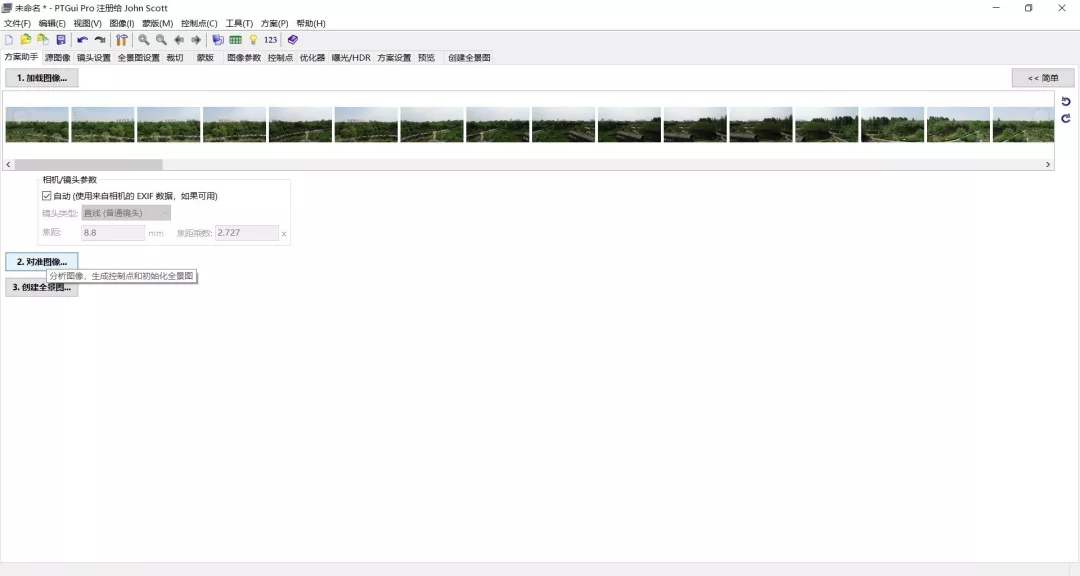 未命名 * - PTGui Pro 注册给 John Scott
文件(F) 编辑(E) 视图(V) 图像(I) 蒙版(M) 控制点(C) 工具(T) 方案(P) 帮助(H)
123
方案助手 源图像 镜头设置 全景图设置 裁切 蒙版 图像参数 控制点 优化器 曝光/HDR 方案设置 预览 创建全景图
1. 加载图像... << 简单
相机/镜头参数
自动 (使用来自相机的 EXIF 数据，如果可用)
镜头类型: 直线 (普通镜头)
焦距: 8.8 mm 焦距乘数: 2.727 x
2. 对准图像...
分析图像，生成控制点和初始化全景图
3. 创建全景图...